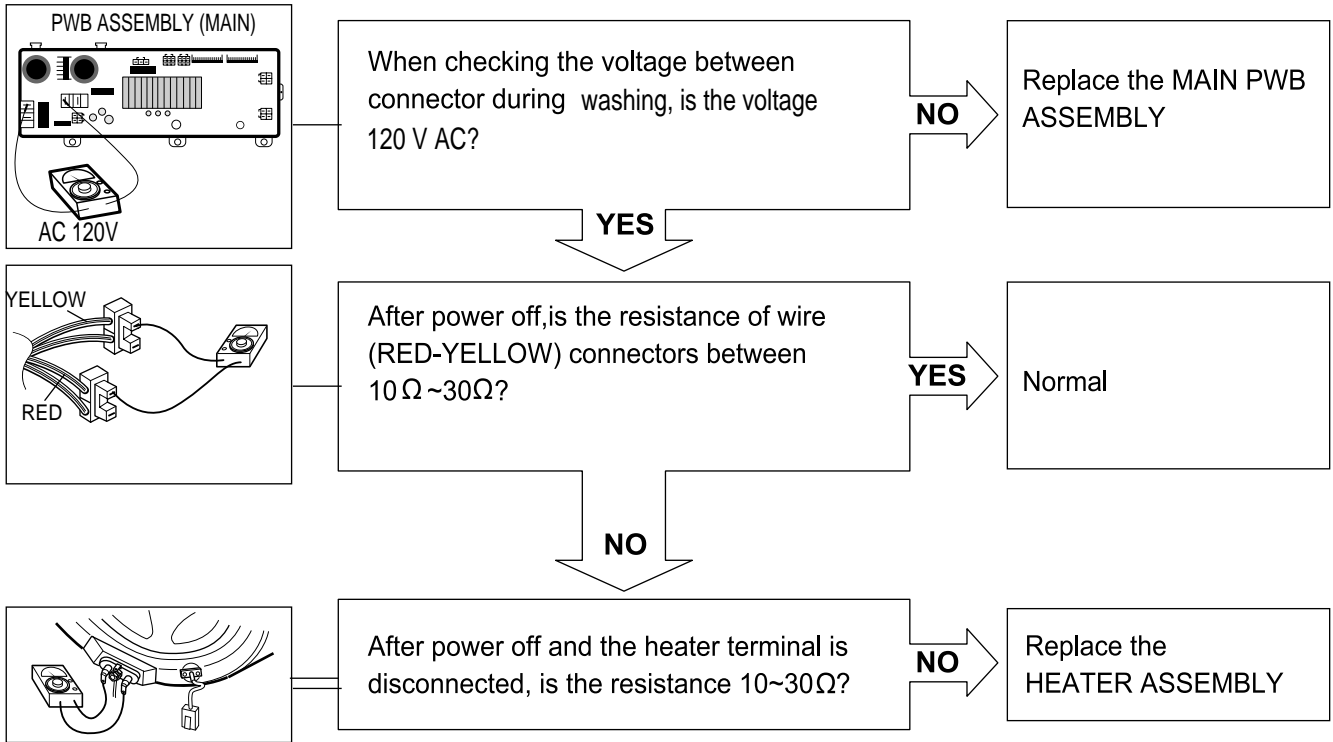 PWB ASSEMBLY (MAIN)
AC 120V
When checking the voltage between
connector during washing, is the voltage
120 V AC?
NO
Replace the MAIN PWB
ASSEMBLY
YES
YELLOW
RED
After power off,is the resistance of wire
(RED-YELLOW) connectors between
10Ω~30Ω?
YES
Normal
NO
After power off and the heater terminal is
disconnected, is the resistance 10~30Ω?
NO
Replace the
HEATER ASSEMBLY